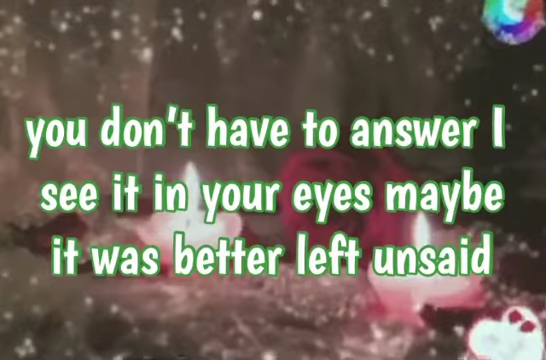 you don't have to answer I
see it in your eyes maybe
it was better left unsaid